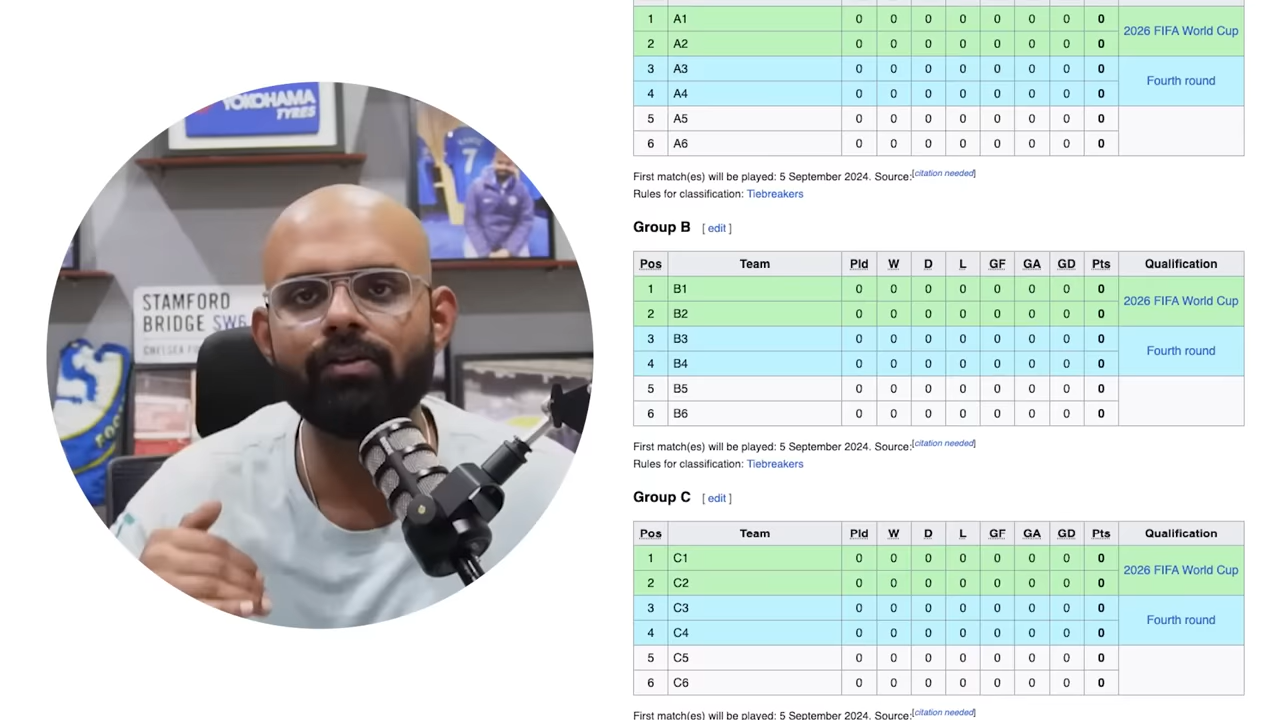 YOKOHAMA
TYRES
7
STAMFORD
BRIDGE SW6
1 A1 0 0 0 0 0 0 0 0 2026 FIFA World Cup
2 A2 0 0 0 0 0 0 0 0
3 A3 0 0 0 0 0 0 0 0 Fourth round
4 A4 0 0 0 0 0 0 0 0
5 A5 0 0 0 0 0 0 0 0
6 A6 0 0 0 0 0 0 0 0
First match(es) will be played: 5 September 2024. Source:[citation needed]
Rules for classification: Tiebreakers
Group B [ edit ]
Pos Team Pld W D L GF GA GD Pts Qualification
1 B1 0 0 0 0 0 0 0 0 2026 FIFA World Cup
2 B2 0 0 0 0 0 0 0 0
3 B3 0 0 0 0 0 0 0 0 Fourth round
4 B4 0 0 0 0 0 0 0 0
5 B5 0 0 0 0 0 0 0 0
6 B6 0 0 0 0 0 0 0 0
First match(es) will be played: 5 September 2024. Source:[citation needed]
Rules for classification: Tiebreakers
Group C [ edit ]
Pos Team Pld W D L GF GA GD Pts Qualification
1 C1 0 0 0 0 0 0 0 0 2026 FIFA World Cup
2 C2 0 0 0 0 0 0 0 0
3 C3 0 0 0 0 0 0 0 0 Fourth round
4 C4 0 0 0 0 0 0 0 0
5 C5 0 0 0 0 0 0 0 0
6 C6 0 0 0 0 0 0 0 0
First match(es) will be played: 5 September 2024. Source:[citation needed]